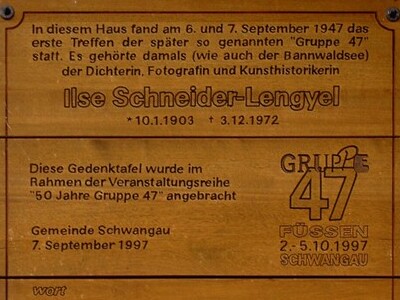 In diesem Haus fand am 6. und 7. September 1947 das
erste Treffen der später so genannten "Gruppe 47"
statt. Es gehörte damals (wie auch der Bannwaldsee)
der Dichterin, Fotografin und Kunsthistorikerin
Ilse Schneider-Lengyel
* 10.1.1903 † 3.12.1972
Diese Gedenktafel wurde im
Rahmen der Veranstaltungsreihe
"50 Jahre Gruppe 47" angebracht
Gemeinde Schwangau
7. September 1997
GRUPPE
47
FÜSSEN
2.-5.10.1997
SCHWANGAU
wort